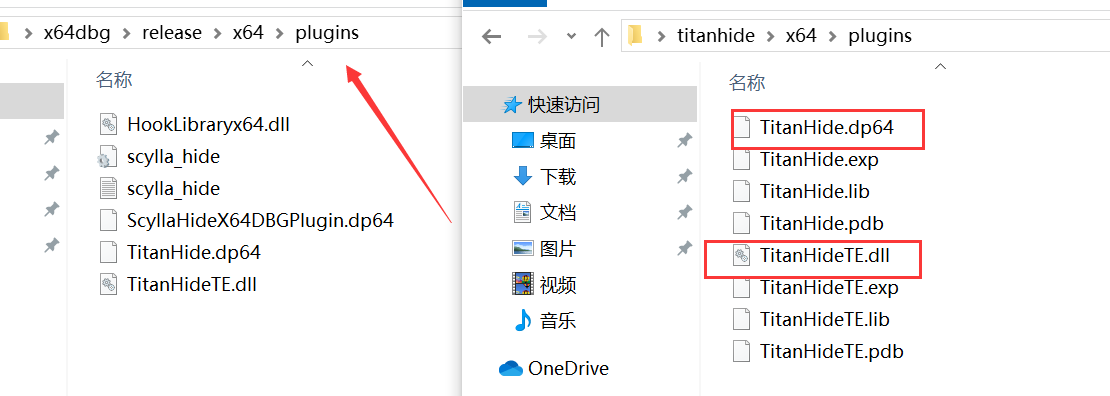 x64dbg > release > x64 > plugins
名称
HookLibraryx64.dll
scylla_hide
scylla_hide
ScyllaHideX64DBGPlugin.dp64
TitanHide.dp64
TitanHideTE.dll
titanhide > x64 > plugins
快速访问
桌面
下载
文档
图片
视频
音乐
OneDrive
名称
TitanHide.dp64
TitanHide.exp
TitanHide.lib
TitanHide.pdb
TitanHideTE.dll
TitanHideTE.exp
TitanHideTE.lib
TitanHideTE.pdb